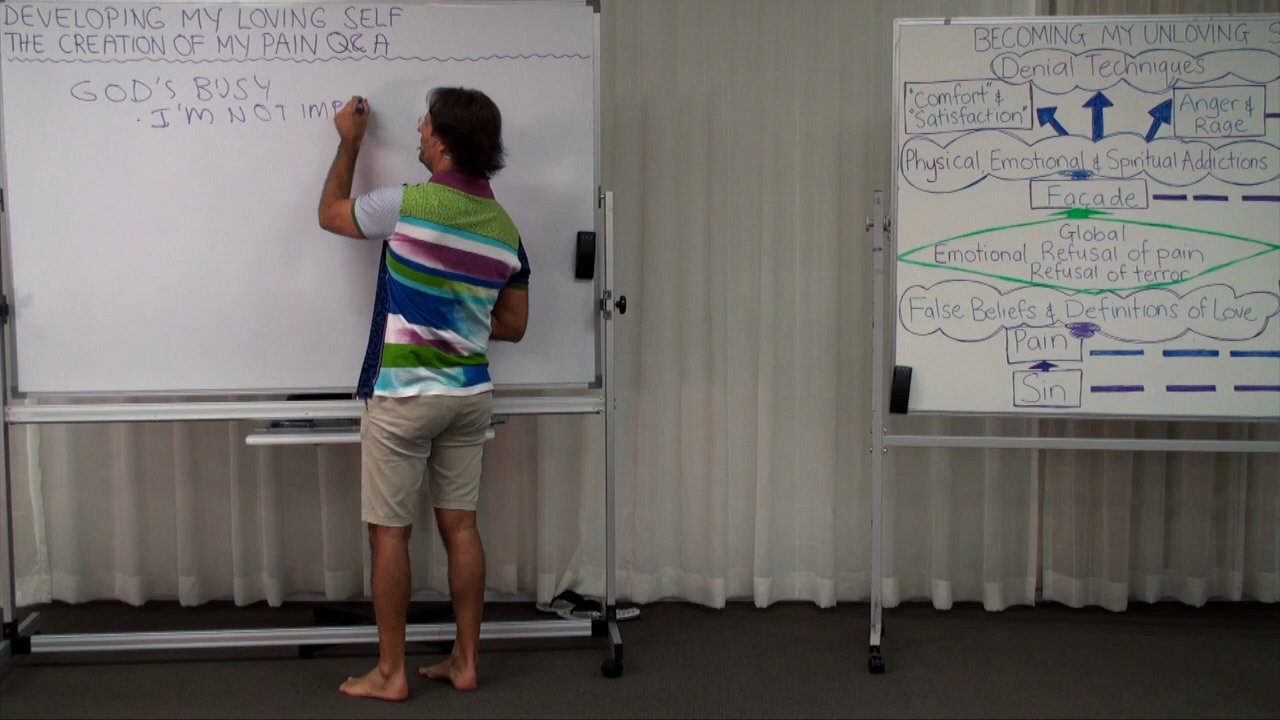 DEVELOPING MY LOVING SELF
THE CREATION OF MY PAIN Q&A
GOD'S BUSY
· I'M NOT IMP
BECOMING MY UNLOVING S
Denial Techniques
"Comfort" &
"Satisfaction"
Anger &
Rage
Physical, Emotional & Spiritual Addictions
Façade
Global
Emotional Refusal of pain
Refusal of terror
False Beliefs & Definitions of Love
Pain
Sin